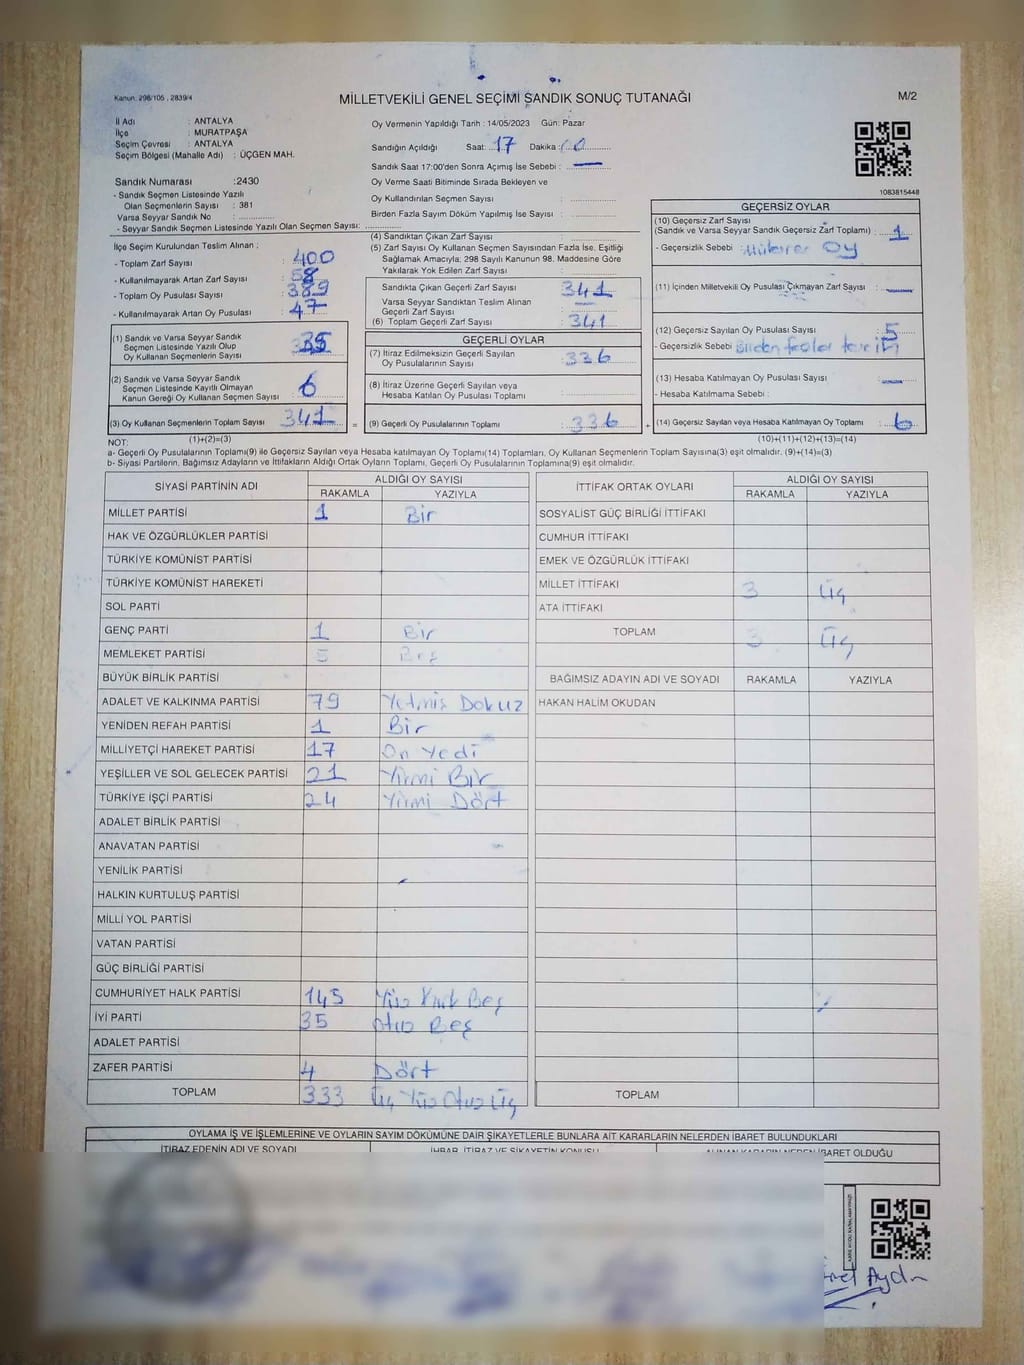 Kanun. 298/105 , 2839/4
MİLLETVEKİLİ GENEL SEÇİMİ SANDIK SONUÇ TUTANAĞI
M/2
İl Adı : ANTALYA
İlçe : MURATPAŞA
Seçim Çevresi : ANTALYA
Seçim Bölgesi (Mahalle Adı) : ÜÇGEN MAH.
Sandık Numarası :2430
- Sandık Seçmen Listesinde Yazılı
Olan Seçmenlerin Sayısı : 381
Varsa Seyyar Sandık No : ..............
- Seyyar Sandık Seçmen Listesinde Yazılı Olan Seçmen Sayısı: ..............
Oy Vermenin Yapıldığı Tarih : 14/05/2023 Gün: Pazar
Sandığın Açıldığı Saat: 17 Dakika: 00
Sandık Saat 17:00'den Sonra Açımış İse Sebebi : —
Oy Verme Saati Bitiminde Sırada Bekleyen ve
Oy Kullandırılan Seçmen Sayısı :
Birden Fazla Sayım Döküm Yapılmış İse Sayısı :
1083815448
İlçe Seçim Kurulundan Teslim Alınan ;
- Toplam Zarf Sayısı : 400
- Kullanılmayarak Artan Zarf Sayısı : 58
- Toplam Oy Pusulası Sayısı : 389
- Kullanılmayarak Artan Oy Pusulası : 47
(1) Sandık ve Varsa Seyyar Sandık
Seçmen Listesinde Yazılı Olup
Oy Kullanan Seçmenlerin Sayısı :
(2) Sandık ve Varsa Seyyar Sandık
Seçmen Listesinde Kayıtlı Olmayan
Kanun Gereği Oy Kullanan Seçmen Sayısı : 6
(3) Oy Kullanan Seçmenlerin Toplam Sayısı : 341
(4) Sandıktan Çıkan Zarf Sayısı :
(5) Zarf Sayısı Oy Kullanan Seçmen Sayısından Fazla İse, Eşitliği
Sağlamak Amacıyla; 298 Sayılı Kanunun 98. Maddesine Göre
Yakılarak Yok Edilen Zarf Sayısı :
Sandıkta Çıkan Geçerli Zarf Sayısı : 341
Varsa Seyyar Sandıktan Teslim Alınan
Geçerli Zarf Sayısı : —
(6) Toplam Geçerli Zarf Sayısı : 341
GEÇERLİ OYLAR
(7) İtiraz Edilmeksizin Geçerli Sayılan
Oy Pusulalarının Sayısı : 336
(8) İtiraz Üzerine Geçerli Sayılan veya
Hesaba Katılan Oy Pusulası Toplamı :
= (9) Geçerli Oy Pusulalarının Toplamı : 336 +
GEÇERSİZ OYLAR
(10) Geçersiz Zarf Sayısı
(Sandık ve Varsa Seyyar Sandık Geçersiz Zarf Toplamı) : 1
- Geçersizlik Sebebi : Oy
(11) İçinden Milletvekili Oy Pusulası Çıkmayan Zarf Sayısı : —
(12) Geçersiz Sayılan Oy Pusulası Sayısı : 5
- Geçersizlik Sebebi : Birden fazla tercih
(13) Hesaba Katılmayan Oy Pusulası Sayısı : —
- Hesaba Katılmama Sebebi :
(14) Geçersiz Sayılan veya Hesaba Katılmayan Oy Toplamı : 6
NOT: (1)+(2)=(3) (10)+(11)+(12)+(13)=(14)
a- Geçerli Oy Pusulalarının Toplamı(9) ile Geçersiz Sayılan veya Hesaba Katılmayan Oy Toplamı(14) Toplamları, Oy Kullanan Seçmenlerin Toplam Sayısına(3) eşit olmalıdır. (9)+(14)=(3)
b- Siyasi Partilerin, Bağımsız Adayların ve İttifakların Aldığı Ortak Oyların Toplamı, Geçerli Oy Pusulalarının Toplamına(9) eşit olmalıdır.
SİYASİ PARTİNİN ADI ALDIĞI OY SAYISI
RAKAMLA YAZIYLA
MİLLET PARTİSİ 1 Bir
HAK VE ÖZGÜRLÜKLER PARTİSİ
TÜRKİYE KOMÜNİST PARTİSİ
TÜRKİYE KOMÜNİST HAREKETİ
SOL PARTİ
GENÇ PARTİ 1 Bir
MEMLEKET PARTİSİ 5 Beş
BÜYÜK BİRLİK PARTİSİ
ADALET VE KALKINMA PARTİSİ 79 Yetmiş Dokuz
YENİDEN REFAH PARTİSİ 1 Bir
MİLLİYETÇİ HAREKET PARTİSİ 17 On Yedi
YEŞİLLER VE SOL GELECEK PARTİSİ 21 Yirmi Bir
TÜRKİYE İŞÇİ PARTİSİ 24 Yirmi Dört
ADALET BİRLİK PARTİSİ
ANAVATAN PARTİSİ
YENİLİK PARTİSİ
HALKIN KURTULUŞ PARTİSİ
MİLLİ YOL PARTİSİ
VATAN PARTİSİ
GÜÇ BİRLİĞİ PARTİSİ
CUMHURİYET HALK PARTİSİ 145 Yüz Kırk Beş
İYİ PARTİ 35 Otuz Beş
ADALET PARTİSİ
ZAFER PARTİSİ 4 Dört
TOPLAM 333 Üç Yüz Otuz Üç
İTTİFAK ORTAK OYLARI ALDIĞI OY SAYISI
RAKAMLA YAZIYLA
SOSYALIST GÜÇ BİRLİĞİ İTTİFAKI
CUMHUR İTTİFAKI
EMEK VE ÖZGÜRLÜK İTTİFAKI
MİLLET İTTİFAKI 3 Üç
ATA İTTİFAKI
TOPLAM 3 Üç
BAĞIMSIZ ADAYIN ADI VE SOYADI RAKAMLA YAZIYLA
HAKAN HALİM OKUDAN
TOPLAM
OYLAMA İŞ VE İŞLEMLERİNE VE OYLARIN SAYIM DÖKÜMÜNE DAİR ŞİKAYETLERLE BUNLARA AİT KARARLARIN NELERDEN İBARET BULUNDUKLARI
İTİRAZ EDENİN ADI VE SOYADI İHBAR, İTİRAZ VE ŞİKAYETİN KONUSU ALINAN KARARIN NEDEN İBARET OLDUĞU